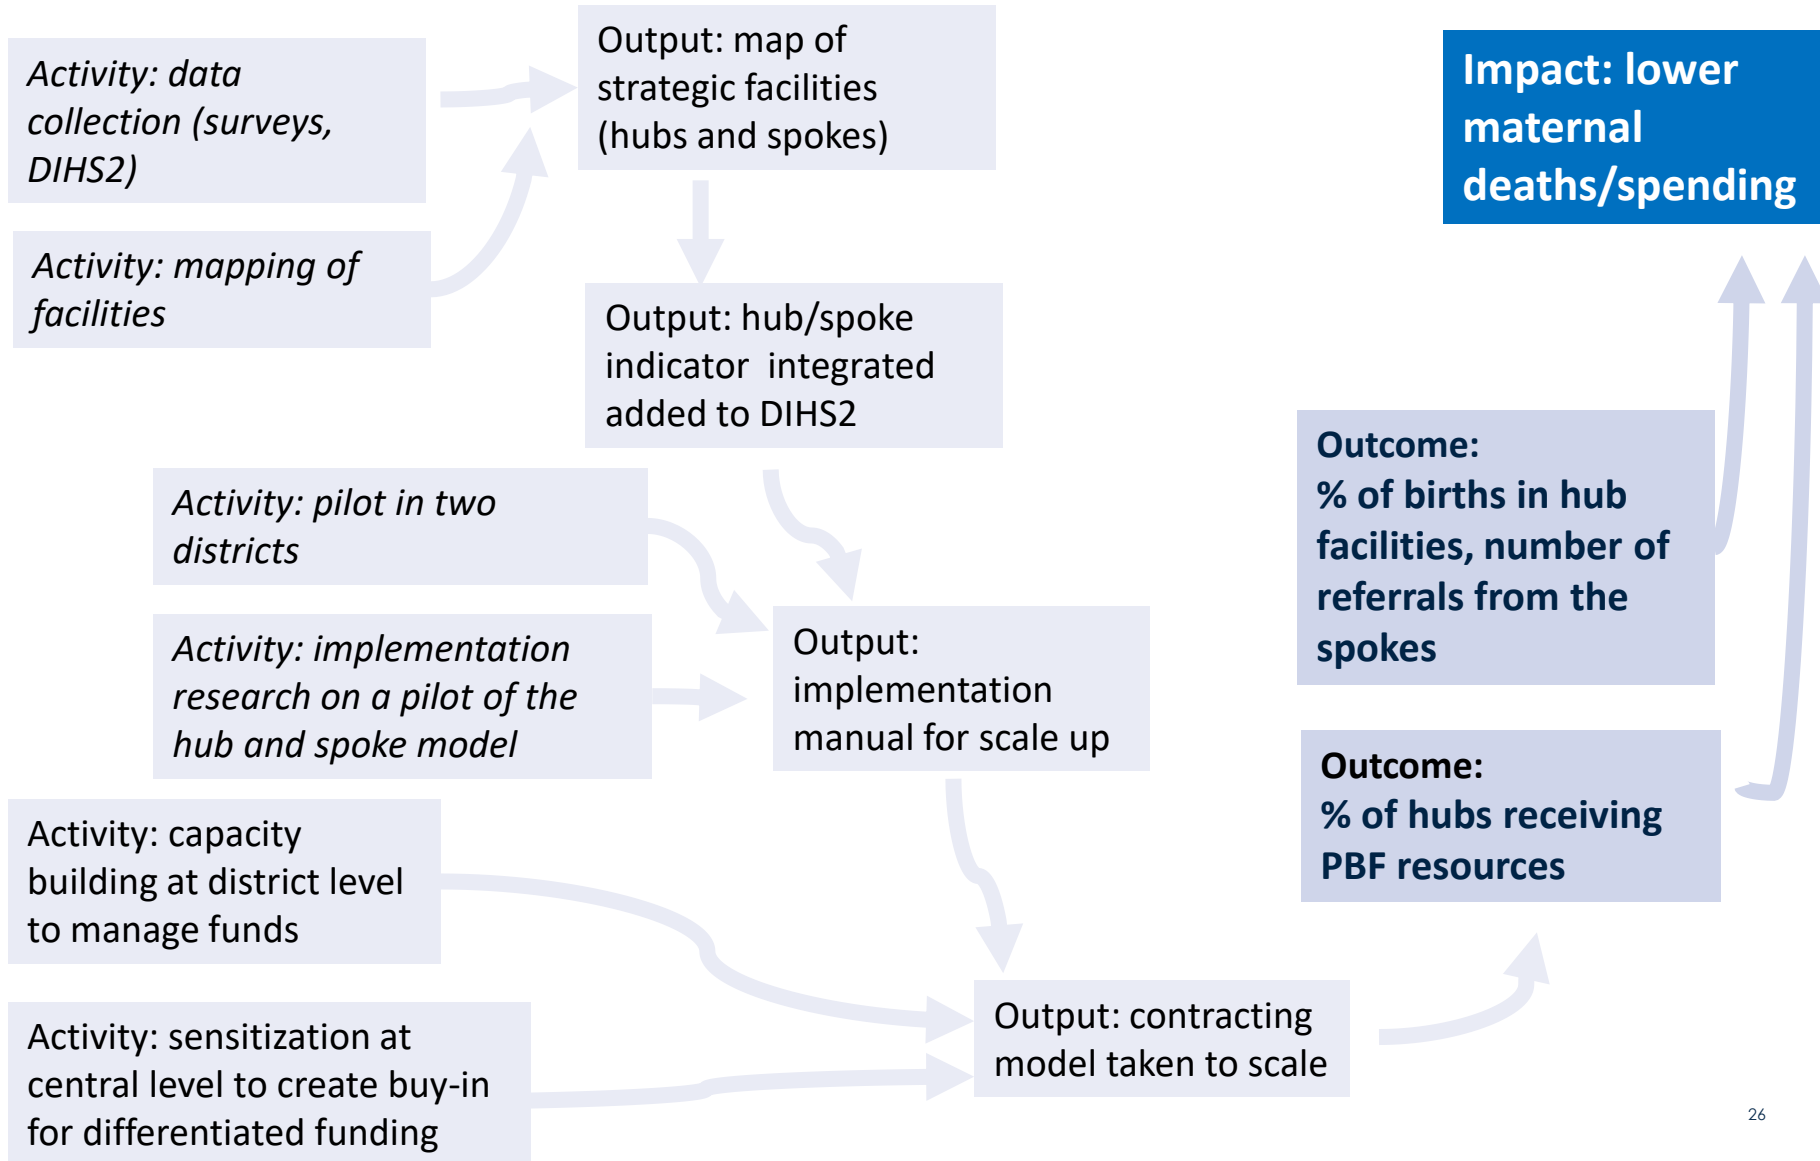 Activity: data
collection (surveys,
DIHS2)
Output: map of
strategic facilities
(hubs and spokes)
Impact: lower
maternal
deaths/spending
Activity: mapping of
facilities
Output: hub/spoke
indicator  integrated
added to DIHS2
Outcome:
% of births in hub
facilities, number of
referrals from the
spokes
Activity: pilot in two
districts
Activity: implementation
research on a pilot of the
hub and spoke model
Output:
implementation
manual for scale up
Outcome:
% of hubs receiving
PBF resources
Activity: capacity
building at district level
to manage funds
Activity: sensitization at
central level to create buy-in
for differentiated funding
Output: contracting
model taken to scale
26